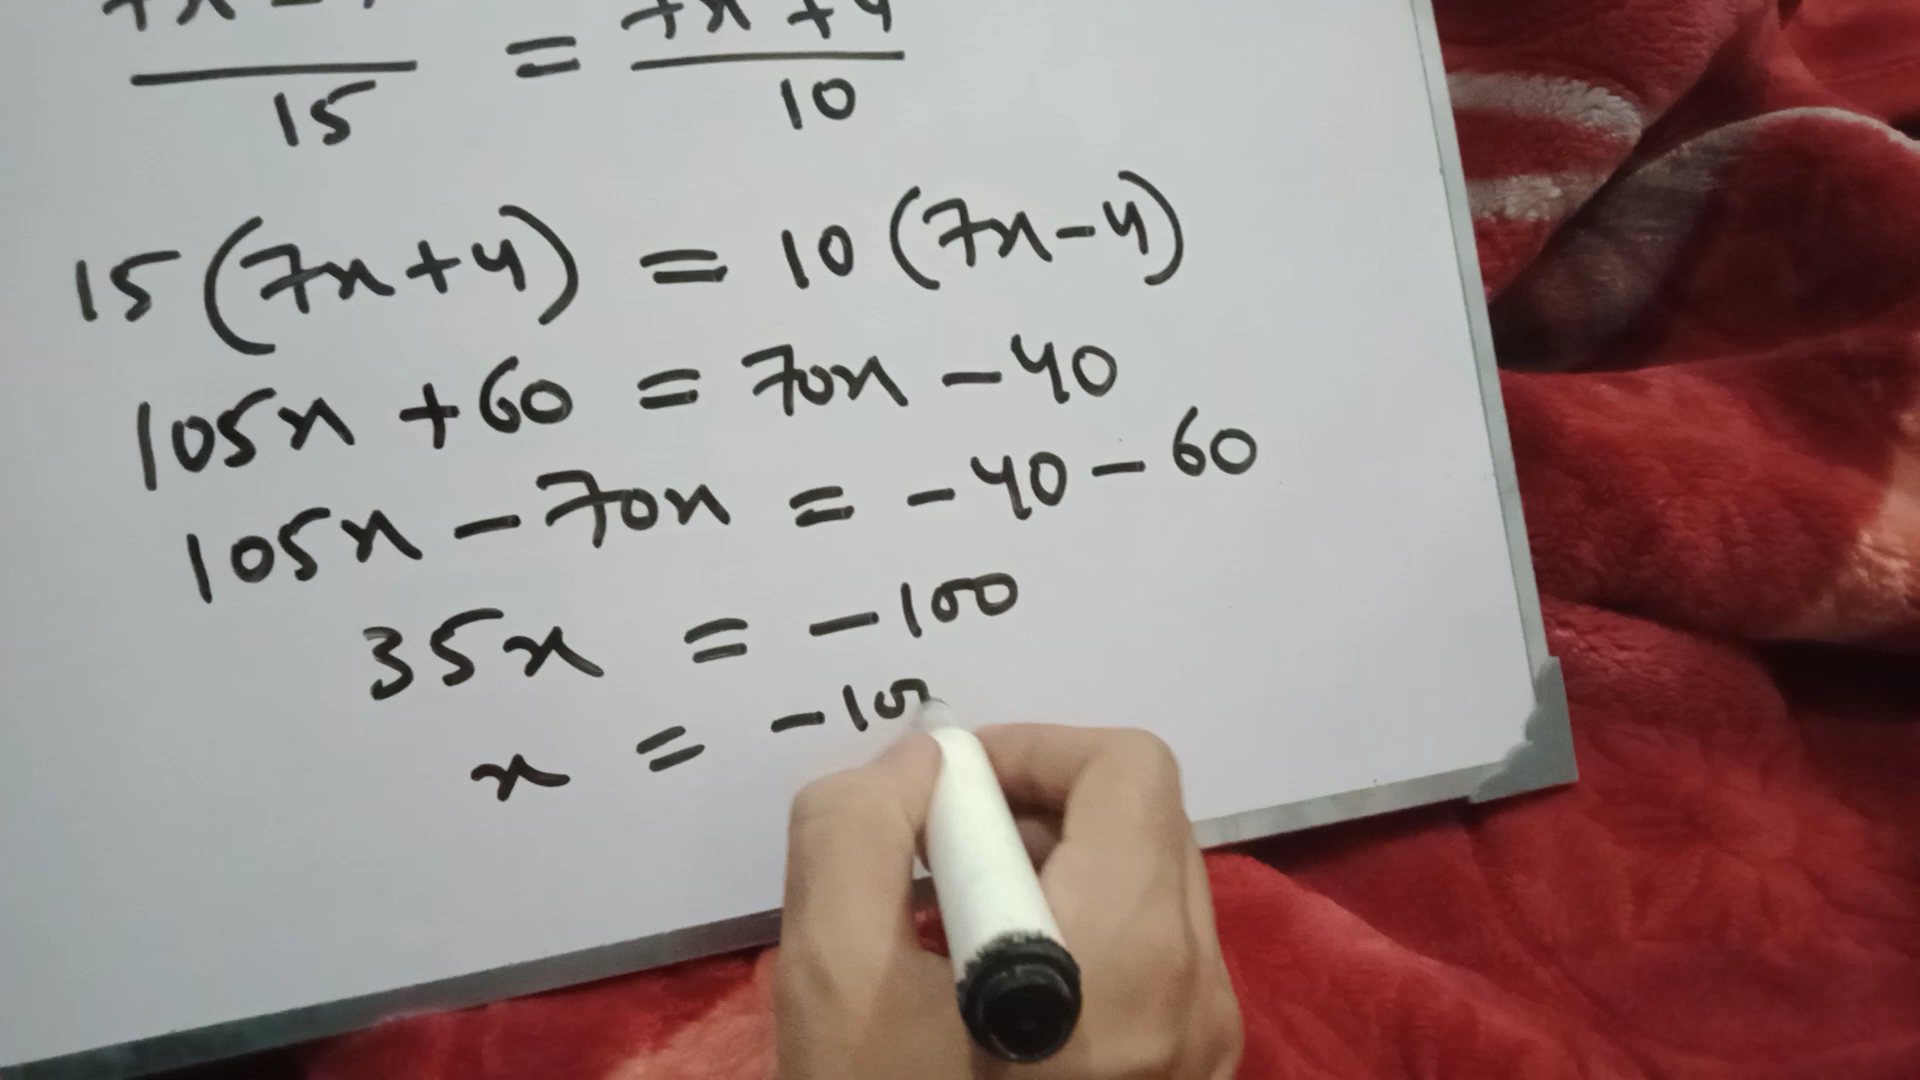 15 = 10
15(7x+4) = 10(7x-4)
105x +60 = 70x -40
105x - 70x = -40 - 60
35x = -100
x = -10